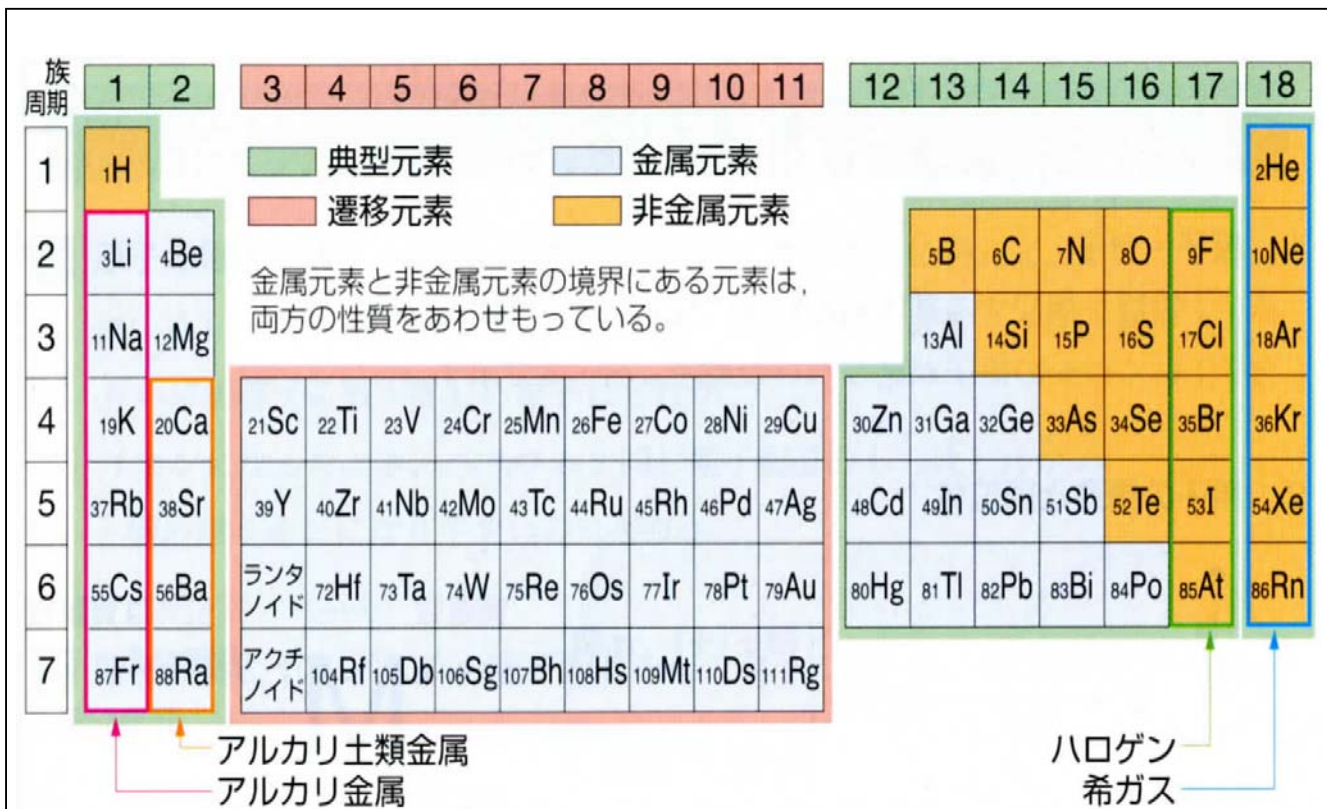 族
周期 1 2 3 4 5 6 7 8 9 10 11 12 13 14 15 16 17 18
1 1H 2He
典型元素 金属元素
遷移元素 非金属元素
2 3Li 4Be 5B 6C 7N 8O 9F 10Ne
金属元素と非金属元素の境界にある元素は,
両方の性質をあわせもっている。
3 11Na 12Mg 13Al 14Si 15P 16S 17Cl 18Ar
4 19K 20Ca 21Sc 22Ti 23V 24Cr 25Mn 26Fe 27Co 28Ni 29Cu 30Zn 31Ga 32Ge 33As 34Se 35Br 36Kr
5 37Rb 38Sr 39Y 40Zr 41Nb 42Mo 43Tc 44Ru 45Rh 46Pd 47Ag 48Cd 49In 50Sn 51Sb 52Te 53I 54Xe
6 55Cs 56Ba ランタノイド 72Hf 73Ta 74W 75Re 76Os 77Ir 78Pt 79Au 80Hg 81Tl 82Pb 83Bi 84Po 85At 86Rn
7 87Fr 88Ra アクチノイド 104Rf 105Db 106Sg 107Bh 108Hs 109Mt 110Ds 111Rg
アルカリ土類金属 ハロゲン
アルカリ金属 希ガス